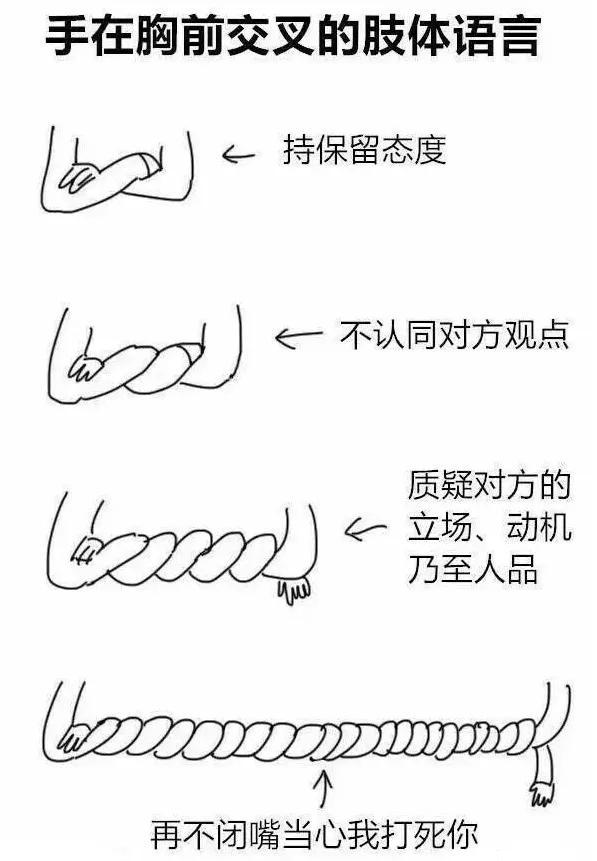 手在胸前交叉的肢体语言
持保留态度
不认同对方观点
质疑对方的
立场、动机
乃至人品
再不闭嘴当心我打死你